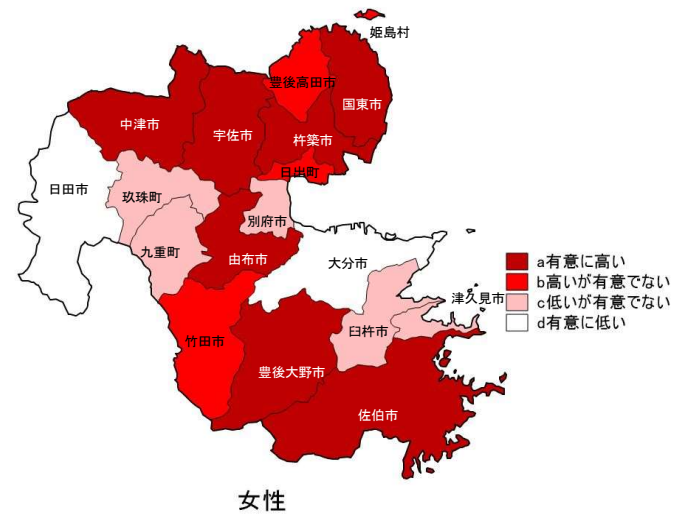 姫島村
豊後高田市
国東市
中津市
宇佐市
杵築市
日出町
日田市
玖珠町
別府市
九重町
由布市
大分市
a有意に高い
b高いが有意でない
c低いが有意でない
d有意に低い
津久見市
臼杵市
竹田市
豊後大野市
佐伯市
女性